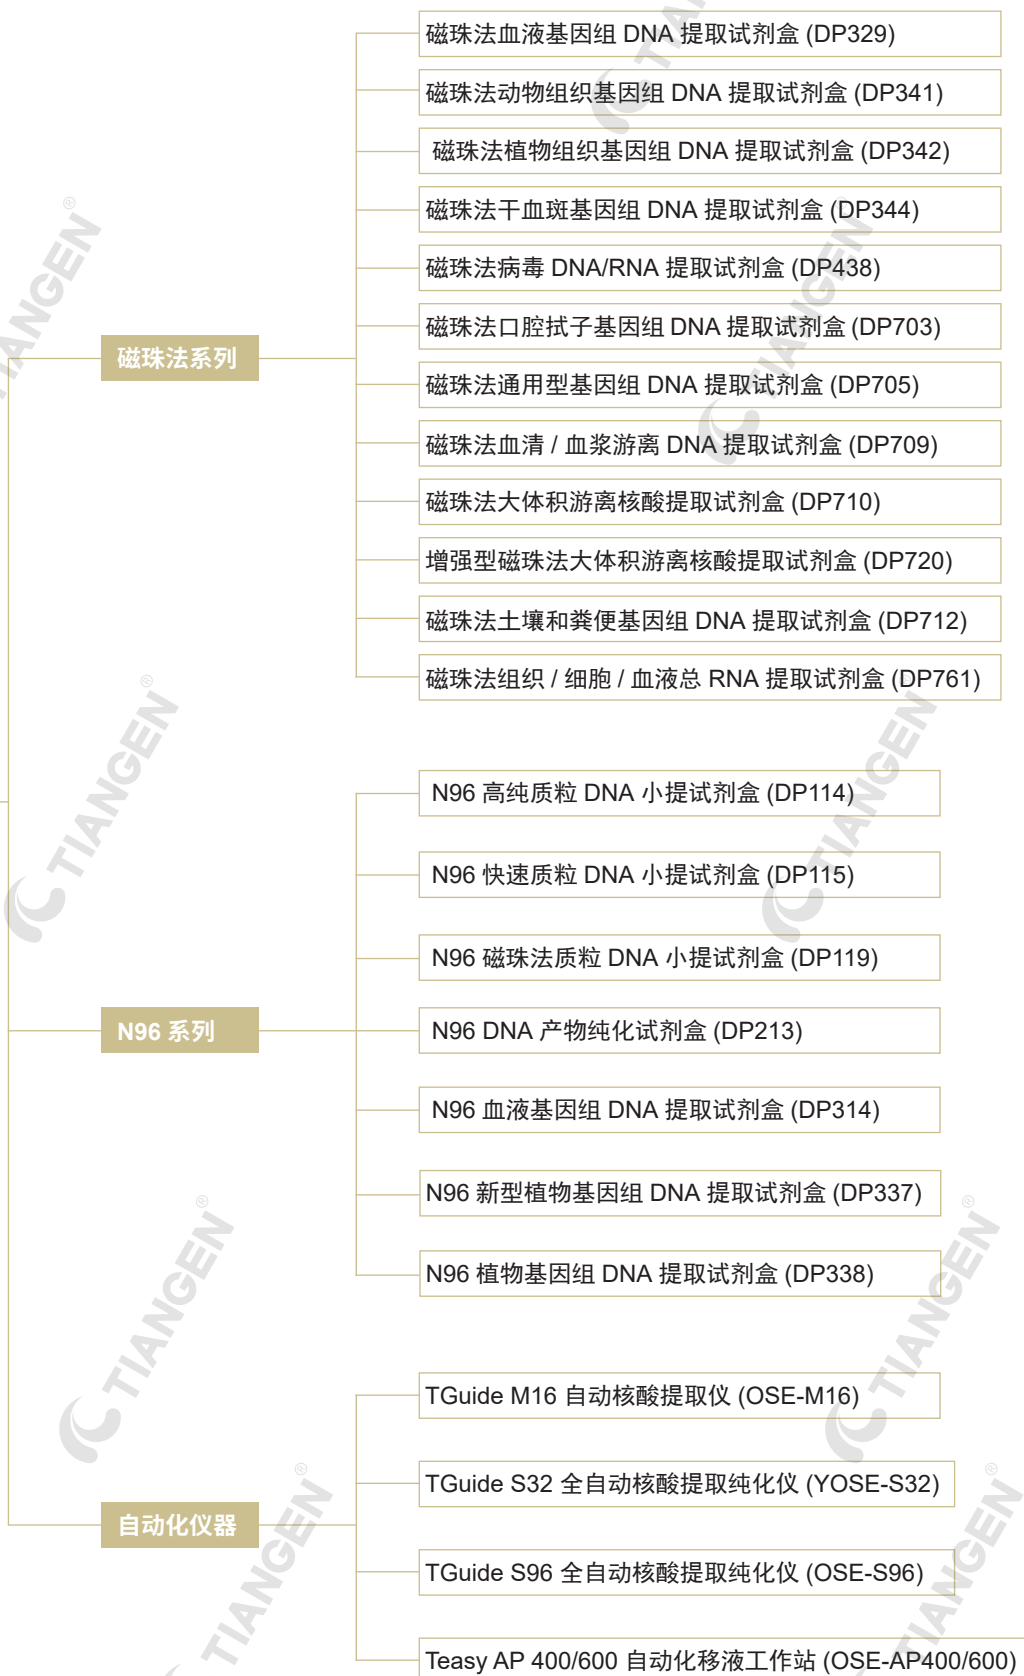 磁珠法血液基因组 DNA 提取试剂盒 (DP329)
磁珠法动物组织基因组 DNA 提取试剂盒 (DP341)
磁珠法植物组织基因组 DNA 提取试剂盒 (DP342)
磁珠法干血斑基因组 DNA 提取试剂盒 (DP344)
磁珠法病毒 DNA/RNA 提取试剂盒 (DP438)
磁珠法口腔拭子基因组 DNA 提取试剂盒 (DP703)
磁珠法系列
磁珠法通用型基因组 DNA 提取试剂盒 (DP705)
磁珠法血清 / 血浆游离 DNA 提取试剂盒 (DP709)
磁珠法大体积游离核酸提取试剂盒 (DP710)
增强型磁珠法大体积游离核酸提取试剂盒 (DP720)
磁珠法土壤和粪便基因组 DNA 提取试剂盒 (DP712)
磁珠法组织 / 细胞 / 血液总 RNA 提取试剂盒 (DP761)
N96 高纯质粒 DNA 小提试剂盒 (DP114)
N96 快速质粒 DNA 小提试剂盒 (DP115)
N96 磁珠法质粒 DNA 小提试剂盒 (DP119)
N96 系列
N96 DNA 产物纯化试剂盒 (DP213)
N96 血液基因组 DNA 提取试剂盒 (DP314)
N96 新型植物基因组 DNA 提取试剂盒 (DP337)
N96 植物基因组 DNA 提取试剂盒 (DP338)
TGuide M16 自动核酸提取仪 (OSE-M16)
TGuide S32 全自动核酸提取纯化仪 (YOSE-S32)
自动化仪器
TGuide S96 全自动核酸提取纯化仪 (OSE-S96)
Teasy AP 400/600 自动化移液工作站 (OSE-AP400/600)
TIANGEN®
TIANGEN®
TIANGEN®
TIANGEN®
TIANGEN®
TIANGEN®
TIANGEN®
TIANGEN®